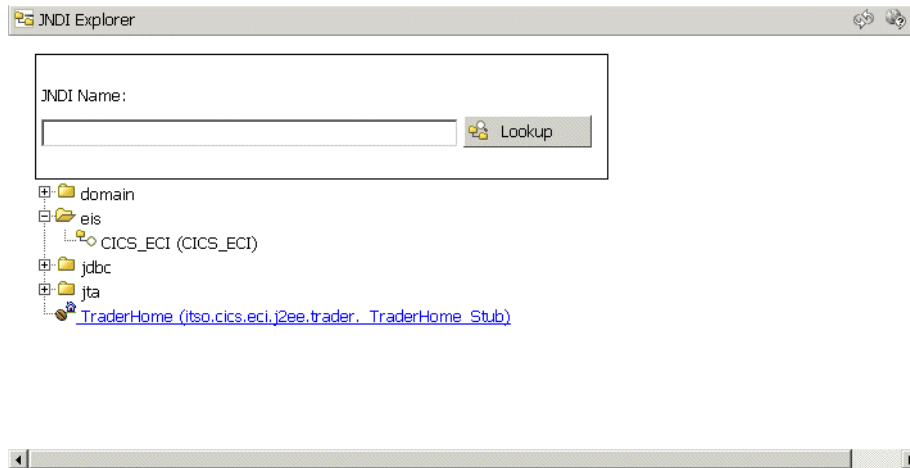 JNDI Explorer
JNDI Name:
Lookup
domain
eis
CICS_ECI (CICS_ECI)
jdbc
jta
TraderHome (itso.cics.eci.j2ee.trader._TraderHome_Stub)